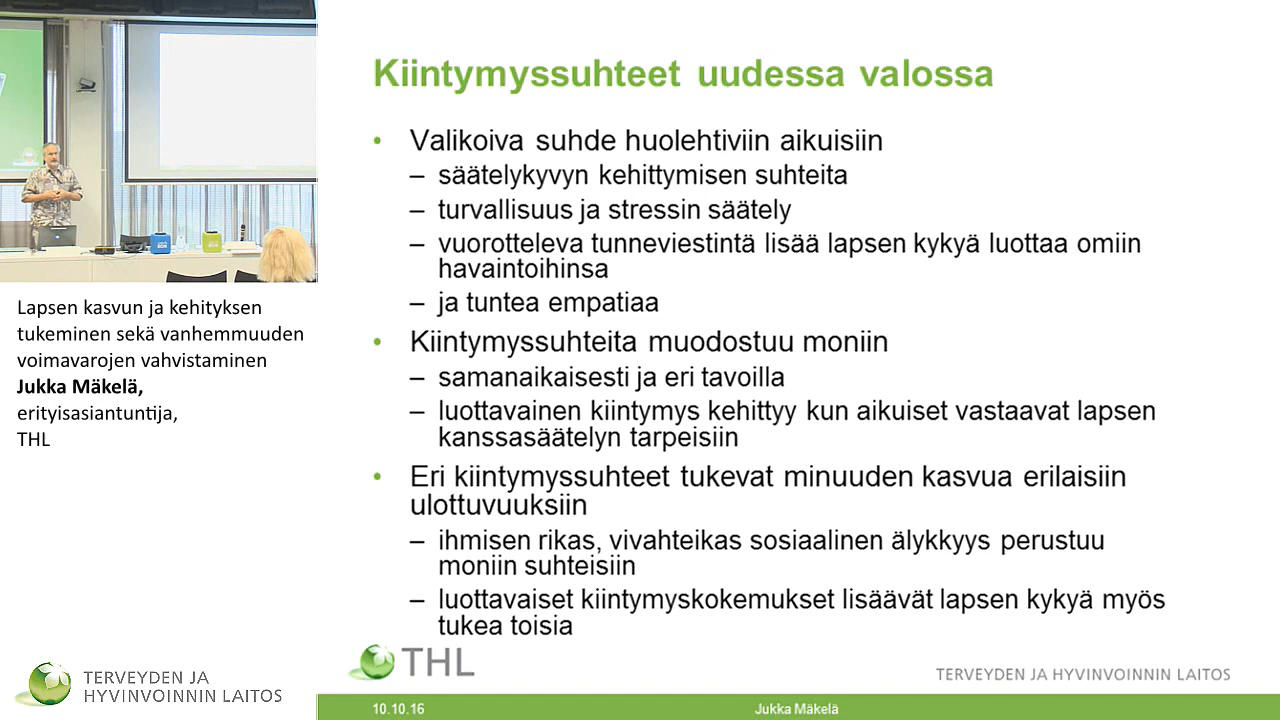 Lapsen kasvun ja kehityksen
tukeminen sekä vanhemmuuden
voimavarojen vahvistaminen
Jukka Mäkelä,
erityisasiantuntija,
THL
TERVEYDEN JA
HYVINVOINNIN LAITOS
Kiintymyssuhteet uudessa valossa
• Valikoiva suhde huolehtiviin aikuisiin
– säätelykyvyn kehittymisen suhteita
– turvallisuus ja stressin säätely
– vuorotteleva tunneviestintä lisää lapsen kykyä luottaa omiin
havaintoihinsa
– ja tuntea empatiaa
• Kiintymyssuhteita muodostuu moniin
– samanaikaisesti ja eri tavoilla
– luottavainen kiintymys kehittyy kun aikuiset vastaavat lapsen
kanssasäätelyn tarpeisiin
• Eri kiintymyssuhteet tukevat minuuden kasvua erilaisiin
ulottuvuuksiin
– ihmisen rikas, vivahteikas sosiaalinen älykkyys perustuu
moniin suhteisiin
– luottavaiset kiintymyskokemukset lisäävät lapsen kykyä myös
tukea toisia
THL
TERVEYDEN JA HYVINVOINNIN LAITOS
10.10.16
Jukka Mäkelä